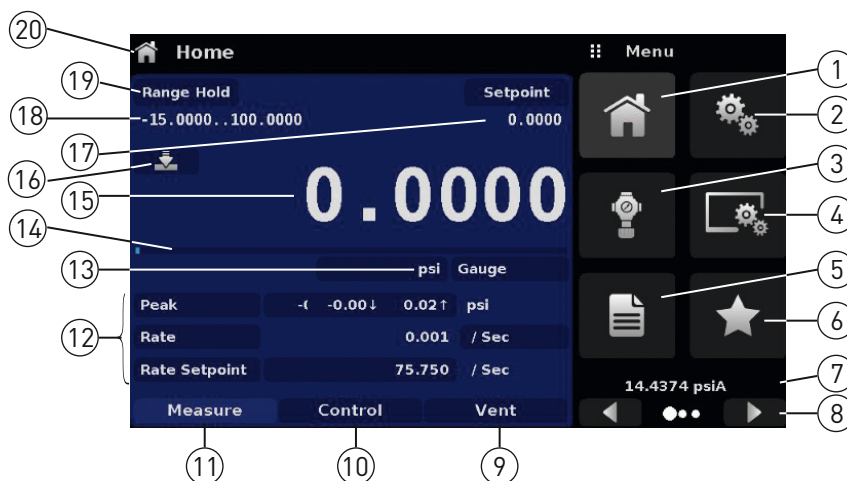 20
Home
Menu
19
Range Hold
Setpoint
1
18
-15.0000..100.0000
0.0000
2
17
16
3
15
0.0000
4
14
13
psi Gauge
5
12
Peak -0.00↓ 0.02↑ psi
6
Rate 0.001 / Sec
Rate Setpoint 75.750 / Sec
14.4374 psiA
7
Measure Control Vent
8
11
10
9